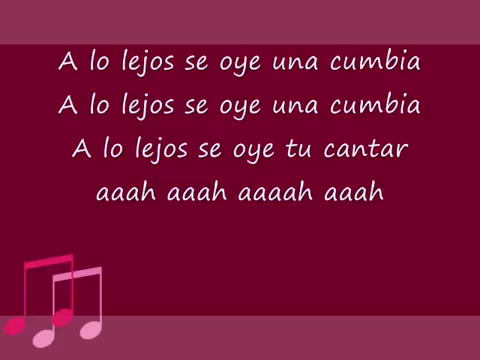 A lo lejos se oye una cumbia
A lo lejos se oye una cumbia
A lo lejos se oye tu cantar
aaah aaah aaaah aaah